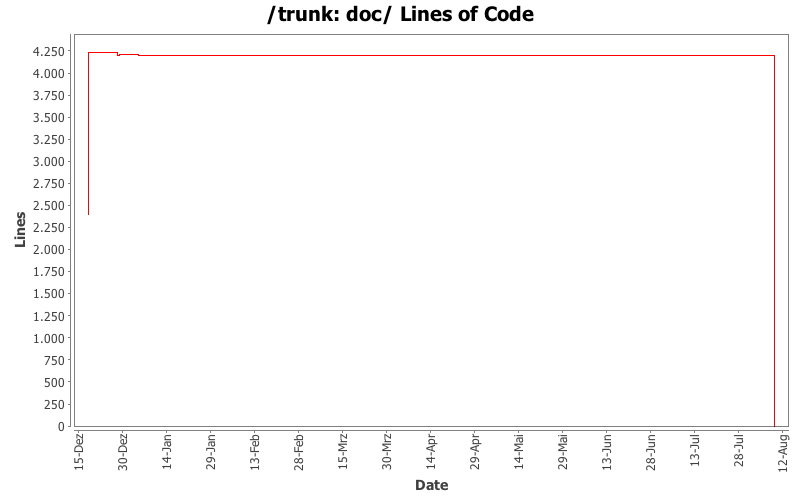 /trunk: doc/ Lines of Code
4.250
4.000
3.750
3.500
3.250
3.000
2.750
2.500
2.250
2.000
1.750
1.500
1.250
1.000
750
500
250
0
Lines
15-Dez
30-Dez
14-Jan
29-Jan
13-Feb
28-Feb
15-Mrz
30-Mrz
14-Apr
29-Apr
14-Mai
29-Mai
13-Jun
28-Jun
13-Jul
28-Jul
12-Aug
Date